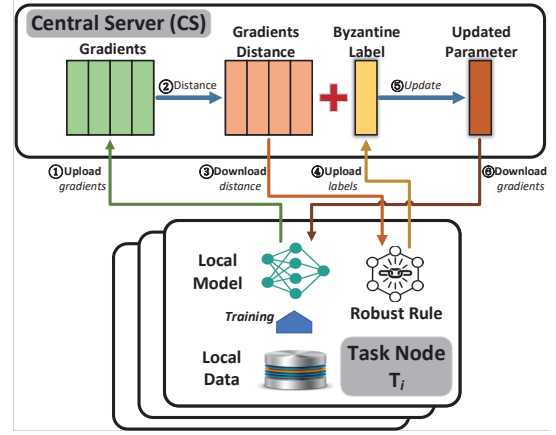 Central Server (CS)
Gradients
Gradients
Distance
Byzantine
Label
Updated
Parameter
②Distance
⑤Update
①Upload
gradients
③Download
distance
④Upload
labels
⑥Download
gradients
Local
Model
Robust Rule
Training
Local
Data
Task Node
Ti